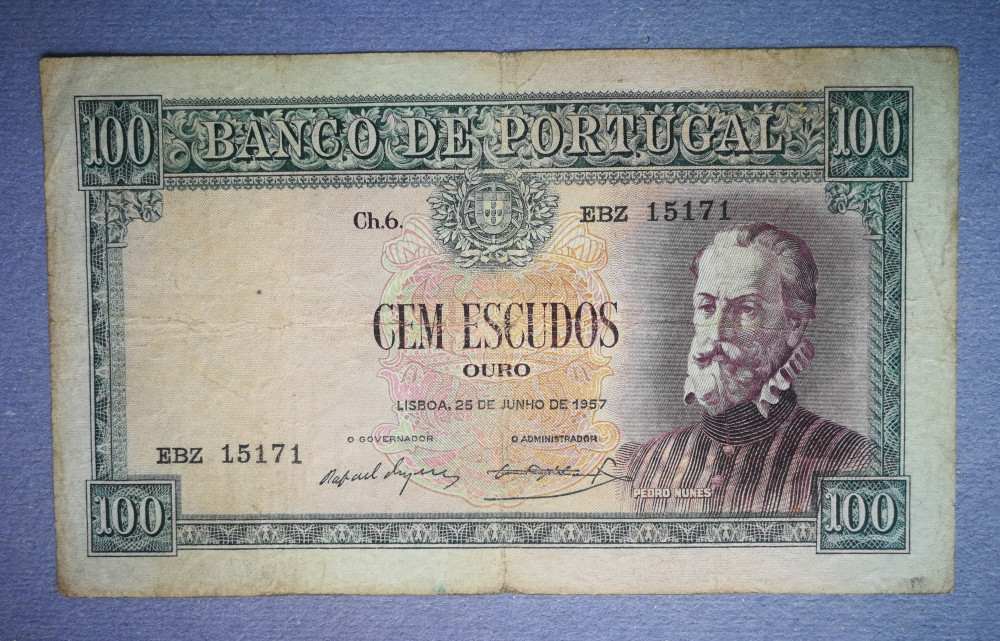 100 BANCO DE PORTUGAL 100
Ch.6. EBZ 15171
CEM ESCUDOS
OURO
LISBOA, 25 DE JUNHO DE 1957
O GOVERNADOR O ADMINISTRADOR
EBZ 15171
PEDRO NUNES
100 100